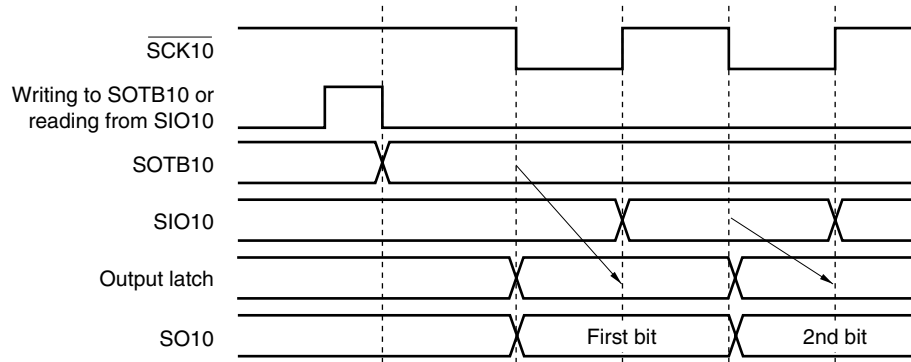 SCK10
Writing to SOTB10 or
reading from SIO10
SOTB10
SIO10
Output latch
SO10
First bit
2nd bit